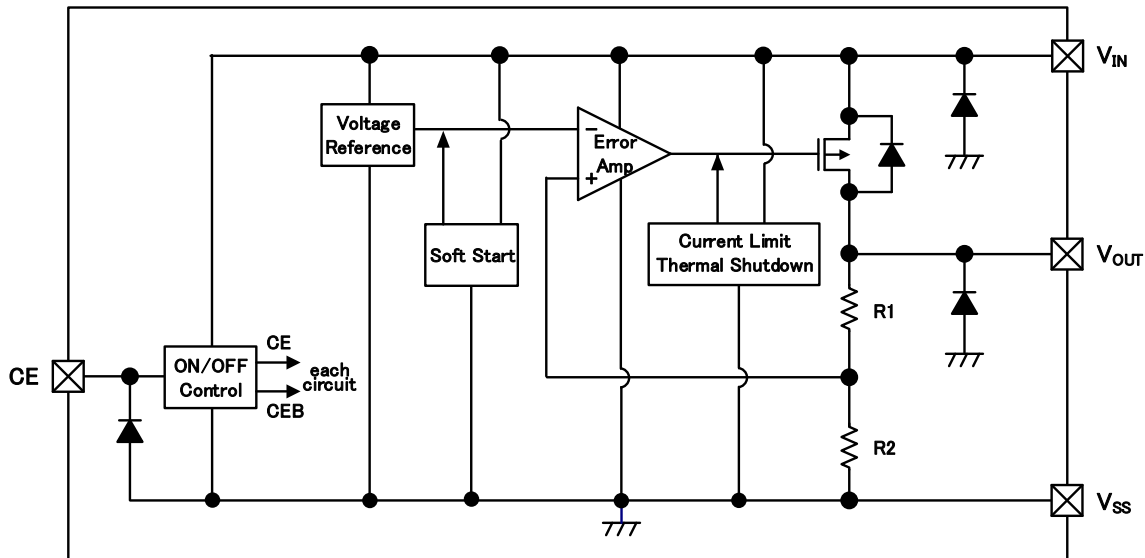 VIN
Voltage
Reference
−
Error
Amp
+
Soft Start
Current Limit
Thermal Shutdown
VOUT
R1
CE
ON/OFF
Control
CE
each
circuit
CEB
R2
VSS